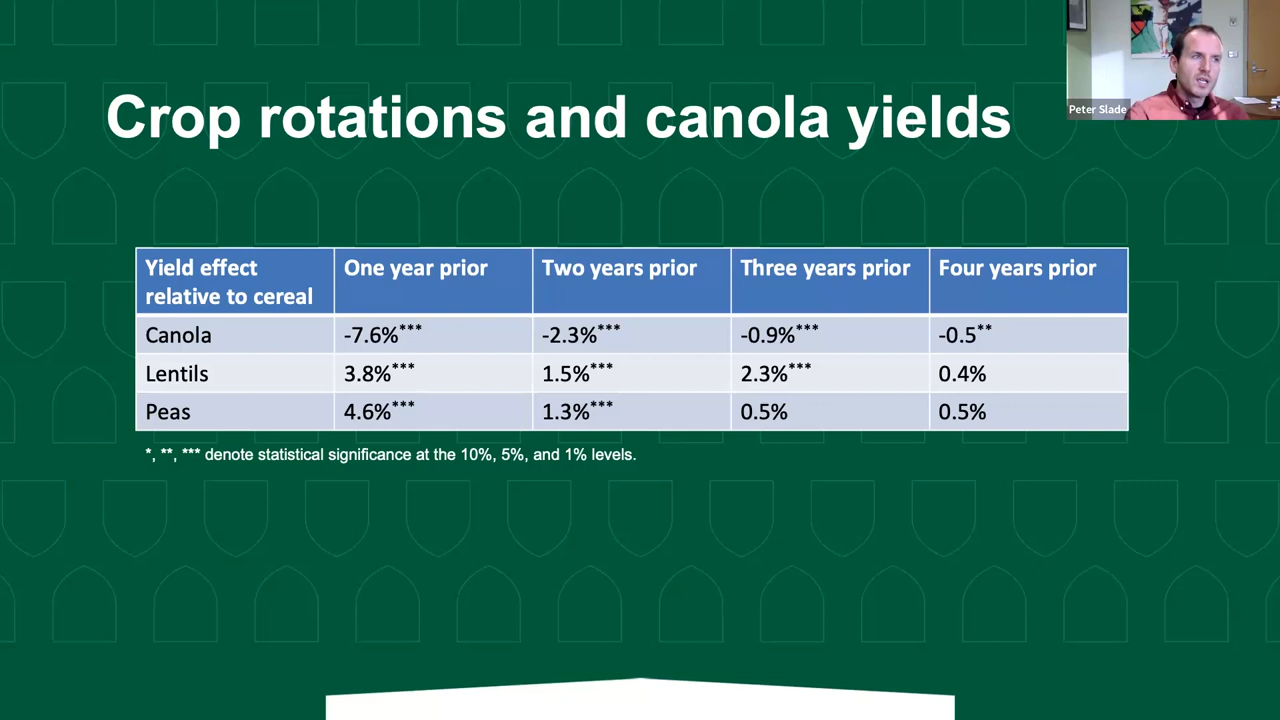 Crop rotations and canola yields
Peter Slade
Yield effect relative to cereal | One year prior | Two years prior | Three years prior | Four years prior
Canola | -7.6%*** | -2.3%*** | -0.9%*** | -0.5**
Lentils | 3.8%*** | 1.5%*** | 2.3%*** | 0.4%
Peas | 4.6%*** | 1.3%*** | 0.5% | 0.5%
*, **, *** denote statistical significance at the 10%, 5%, and 1% levels.